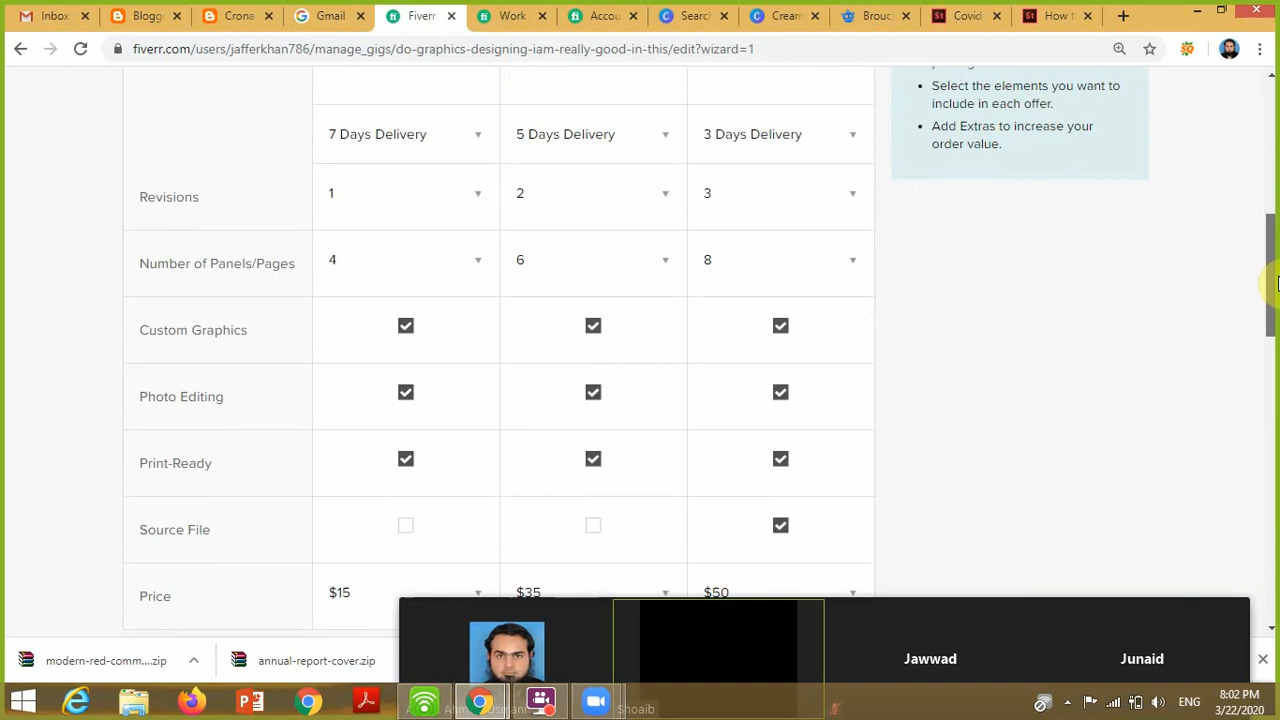 Inbox
Blogg
Crona
Gmail
Fiverr
Work
Accou
Search
Cream
Brouc
Covid
How to
fiverr.com/users/jafferkhan786/manage_gigs/do-graphics-designing-iam-really-good-in-this/edit?wizard=1
Select the elements you want to
include in each offer.
Add Extras to increase your
order value.
7 Days Delivery
5 Days Delivery
3 Days Delivery
Revisions
1
2
3
Number of Panels/Pages
4
6
8
Custom Graphics
Photo Editing
Print-Ready
Source File
Price
$15
$35
$50
Jawwad
Junaid
modern-red-comm....zip
annual-report-cover.zip
Shoaib
ENG
8:02 PM
3/22/2020